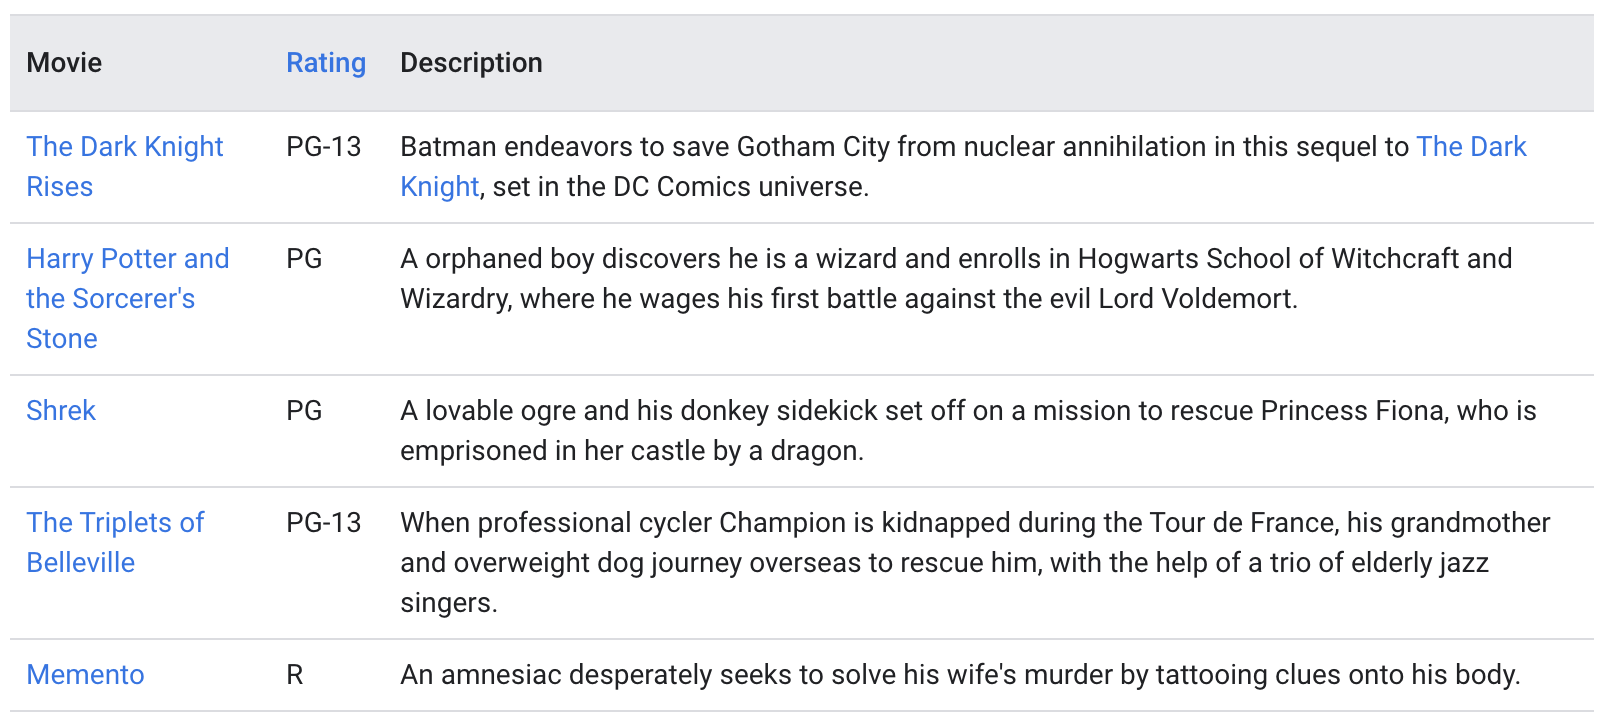 Movie Rating Description
The Dark Knight PG-13 Batman endeavors to save Gotham City from nuclear annihilation in this sequel to The Dark
Rises Knight, set in the DC Comics universe.
Harry Potter and PG A orphaned boy discovers he is a wizard and enrolls in Hogwarts School of Witchcraft and
the Sorcerer's Wizardry, where he wages his first battle against the evil Lord Voldemort.
Stone
Shrek PG A lovable ogre and his donkey sidekick set off on a mission to rescue Princess Fiona, who is
emprisoned in her castle by a dragon.
The Triplets of PG-13 When professional cycler Champion is kidnapped during the Tour de France, his grandmother
Belleville and overweight dog journey overseas to rescue him, with the help of a trio of elderly jazz
singers.
Memento R An amnesiac desperately seeks to solve his wife's murder by tattooing clues onto his body.